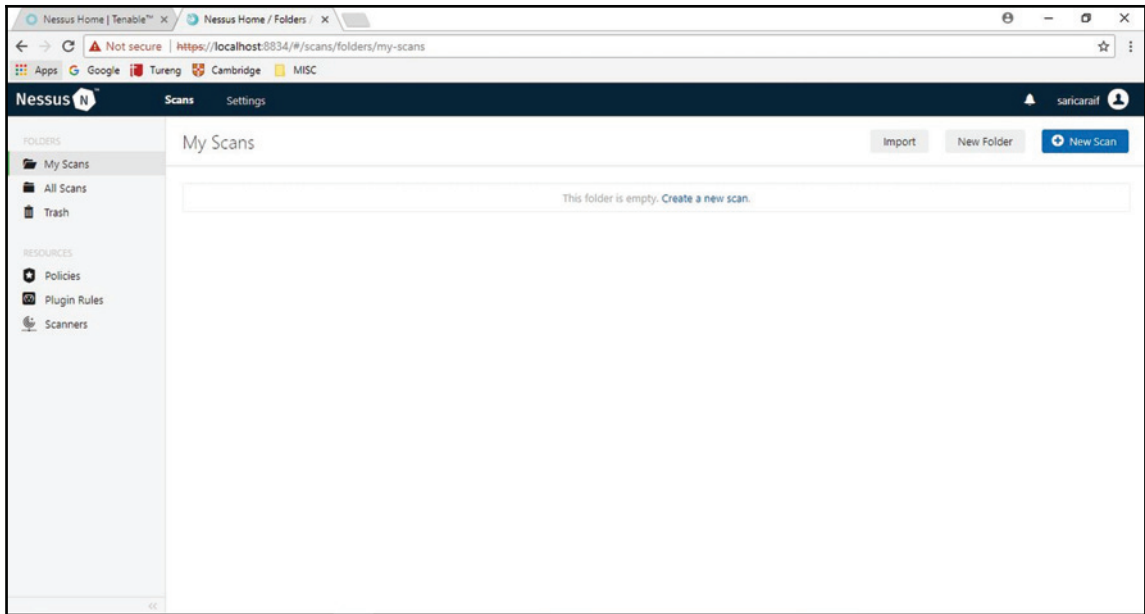 Nessus Home | Tenable™
Nessus Home / Folders /
Not secure | https://localhost:8834/#/scans/folders/my-scans
Apps Google Tureng Cambridge MISC
Nessus N ™ Scans Settings saricaraif
FOLDERS
My Scans
All Scans
Trash
RESOURCES
Policies
Plugin Rules
Scanners
My Scans Import New Folder New Scan
This folder is empty. Create a new scan.